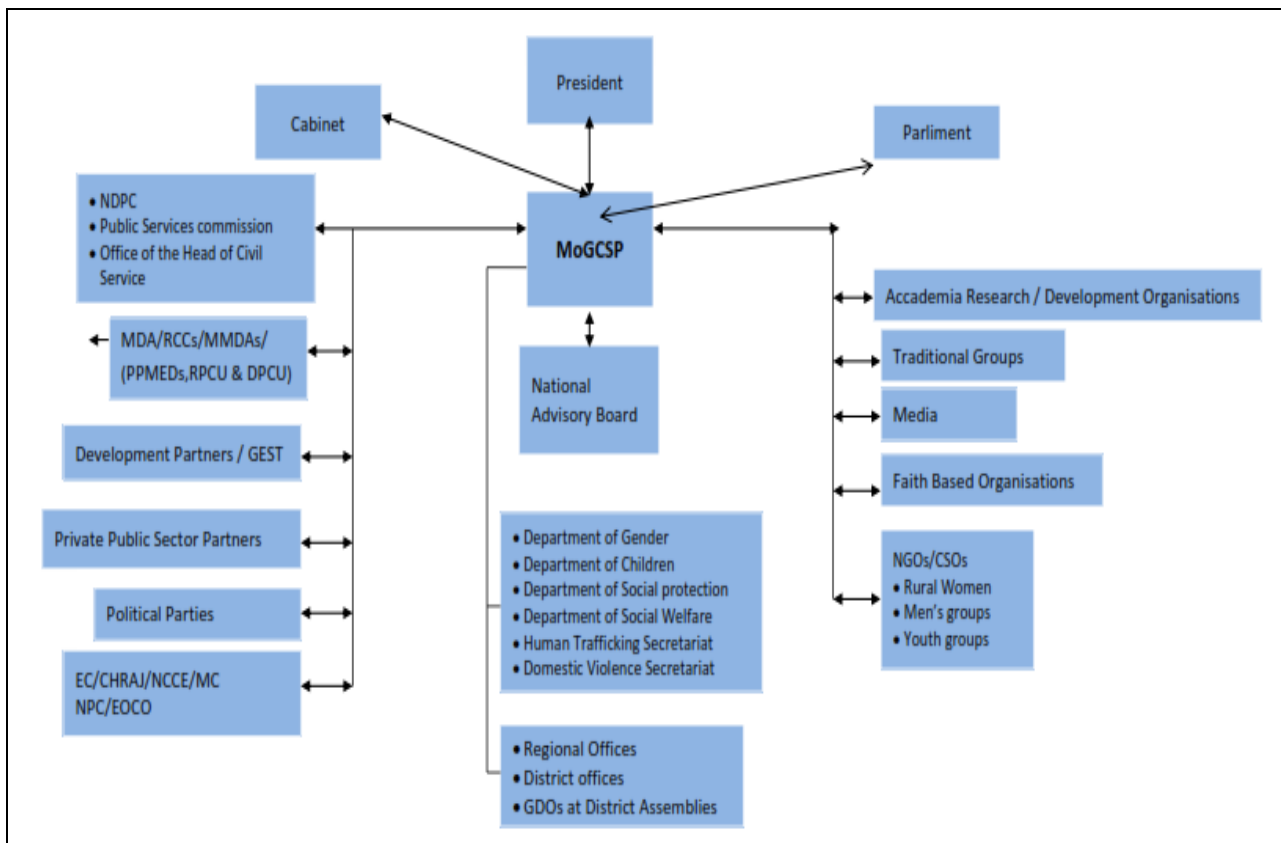 President
Cabinet
Parliment
• NDPC
• Public Services commission
• Office of the Head of Civil
Service
MoGCSP
MDA/RCCs/MMDAs/
(PPMEDs,RPCU & DPCU)
Development Partners / GEST
Private Public Sector Partners
Political Parties
EC/CHRAJ/NCCE/MC
NPC/EOCO
National
Advisory Board
• Department of Gender
• Department of Children
• Department of Social protection
• Department of Social Welfare
• Human Trafficking Secretariat
• Domestic Violence Secretariat
• Regional Offices
• District offices
• GDOs at District Assemblies
Accademia Research / Development Organisations
Traditional Groups
Media
Faith Based Organisations
NGOs/CSOs
• Rural Women
• Men's groups
• Youth groups